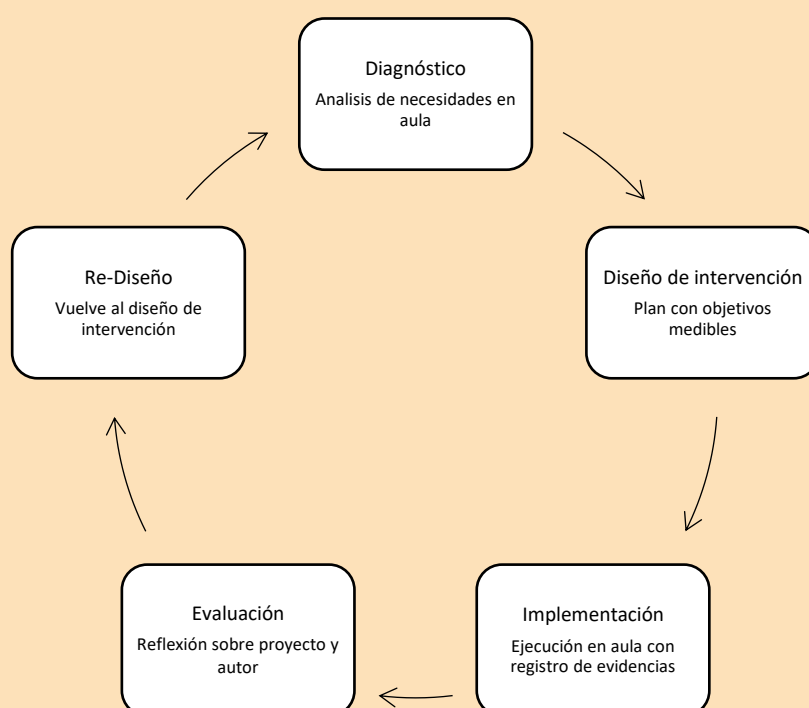 Diagnóstico
Analisis de necesidades en
aula
Diseño de intervención
Plan con objetivos
medibles
Implementación
Ejecución en aula con
registro de evidencias
Evaluación
Reflexión sobre proyecto y
autor
Re-Diseño
Vuelve al diseño de
intervención